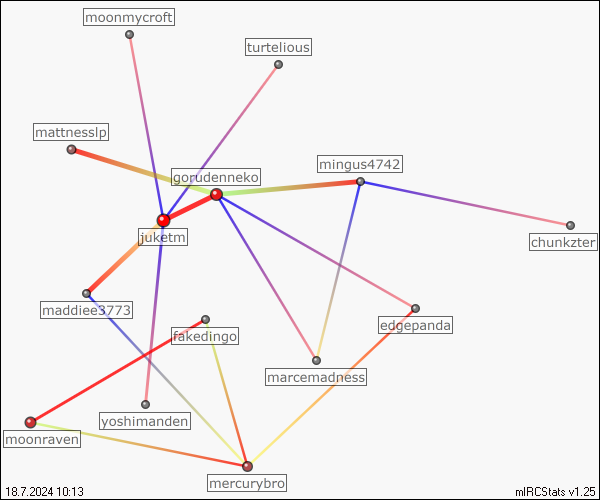 moonmycroft
turtelious
mattnesslp
mingus4742
gorudenneko
juketm
chunkzter
maddiee3773
edgepanda
fakedingo
marcemadness
yoshimanden
moonraven
mercurybro
18.7.2024 10:13
mIRCStats v1.25